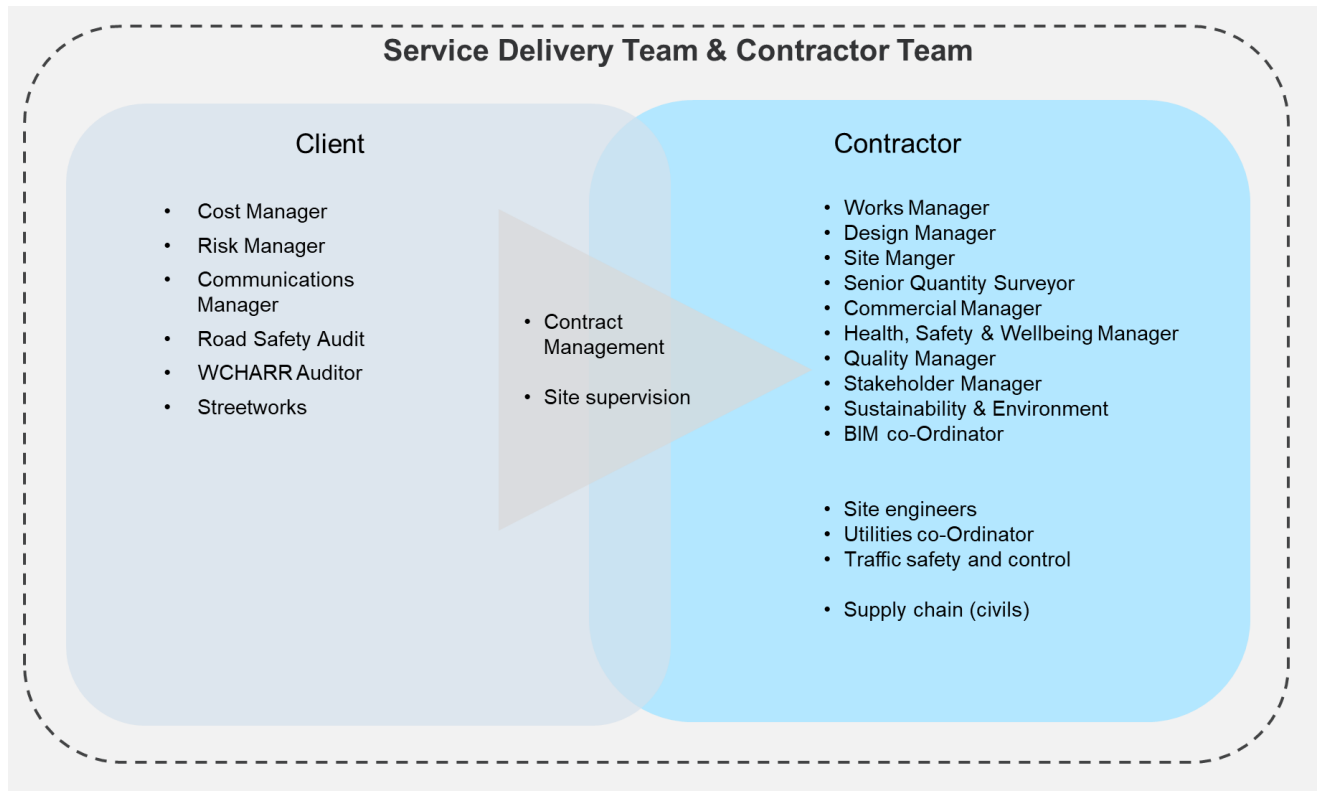 Service Delivery Team & Contractor Team
Client
• Cost Manager
• Risk Manager
• Communications
Manager
• Road Safety Audit
• WCHARR Auditor
• Streetworks
• Contract
Management
• Site supervision
Contractor
• Works Manager
• Design Manager
• Site Manger
• Senior Quantity Surveyor
• Commercial Manager
• Health, Safety & Wellbeing Manager
• Quality Manager
• Stakeholder Manager
• Sustainability & Environment
• BIM co-Ordinator
• Site engineers
• Utilities co-Ordinator
• Traffic safety and control
• Supply chain (civils)